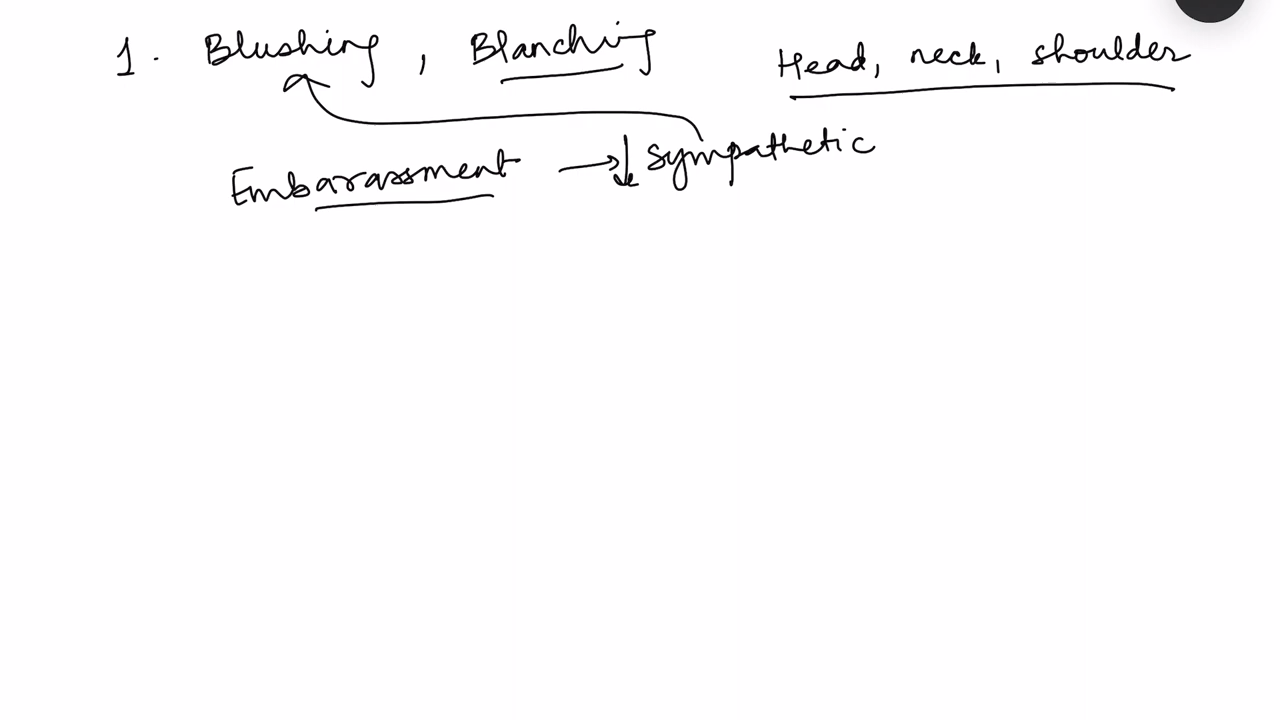 1. Blushing, Blanching Head, neck, shoulder
Embarassment → ↓ sympathetic